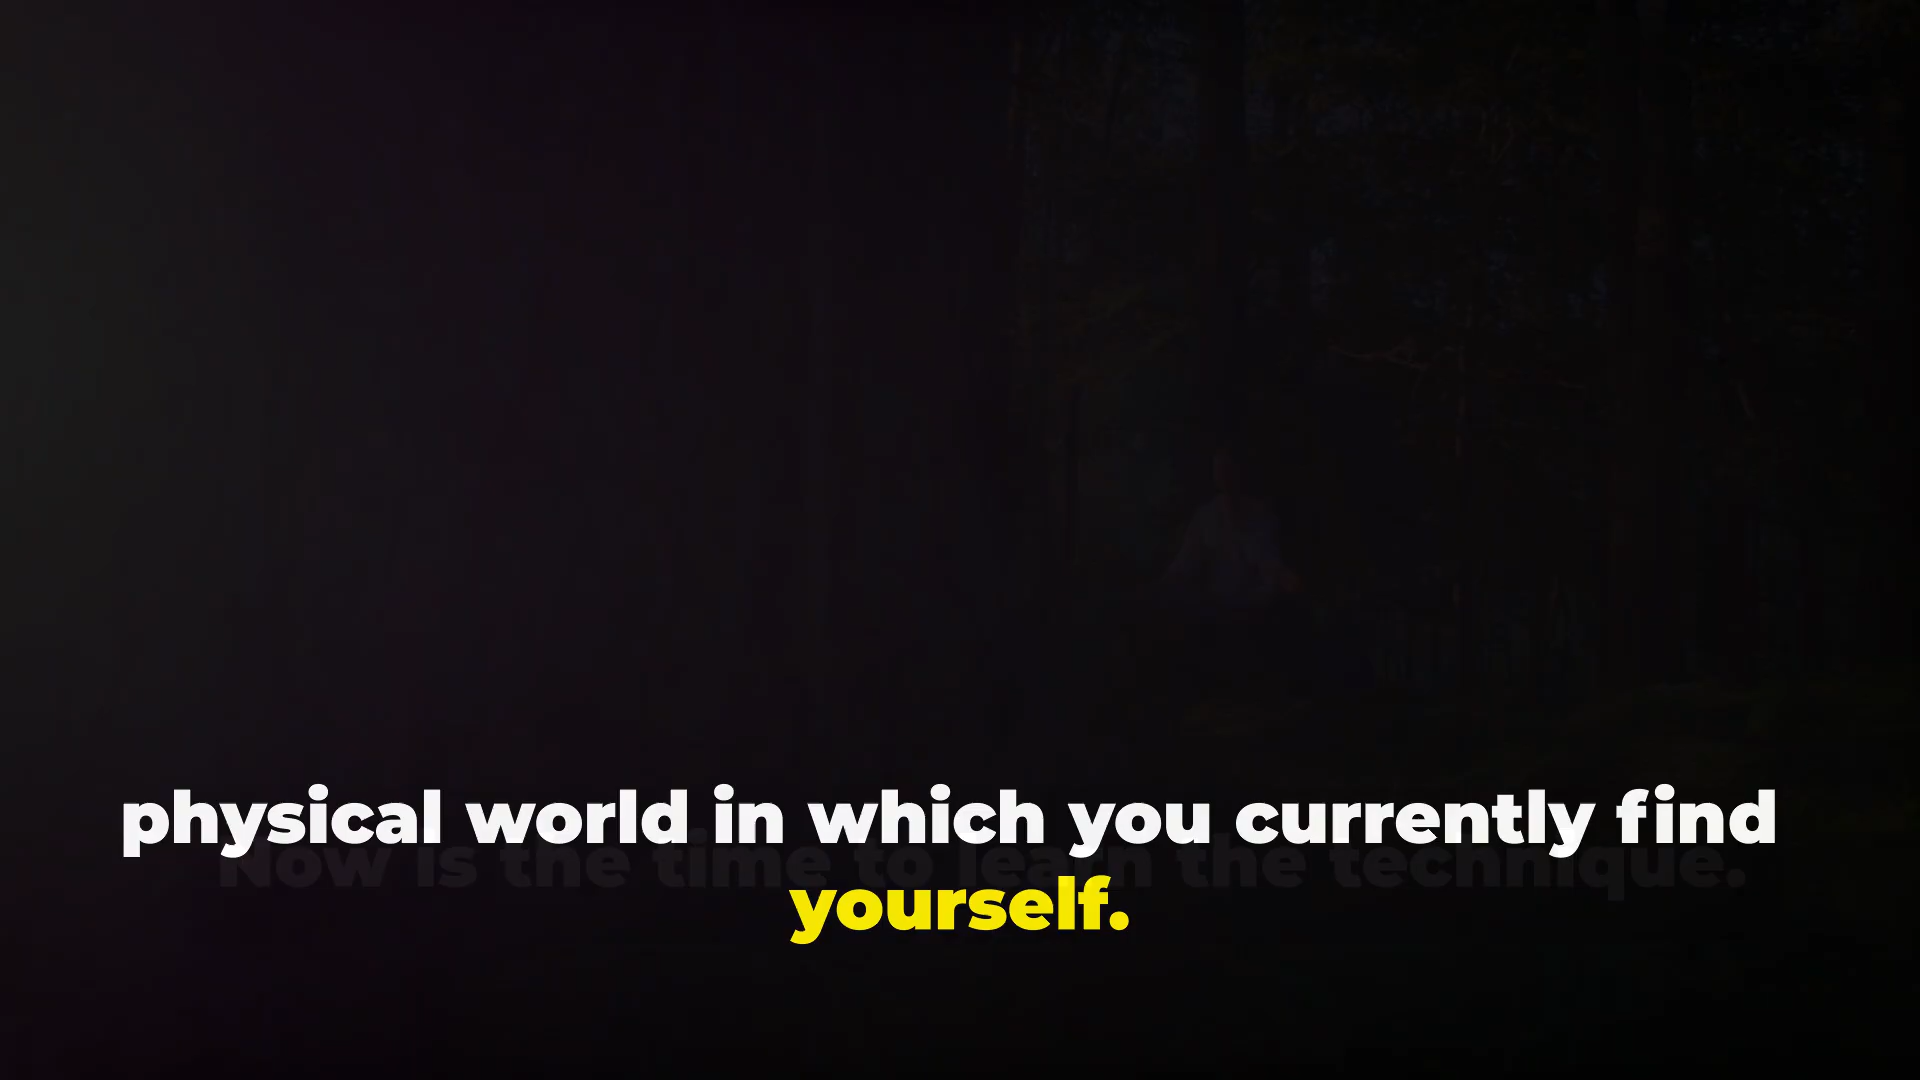 physical world in which you currently find
Now is the time to learn the technique.
yourself.